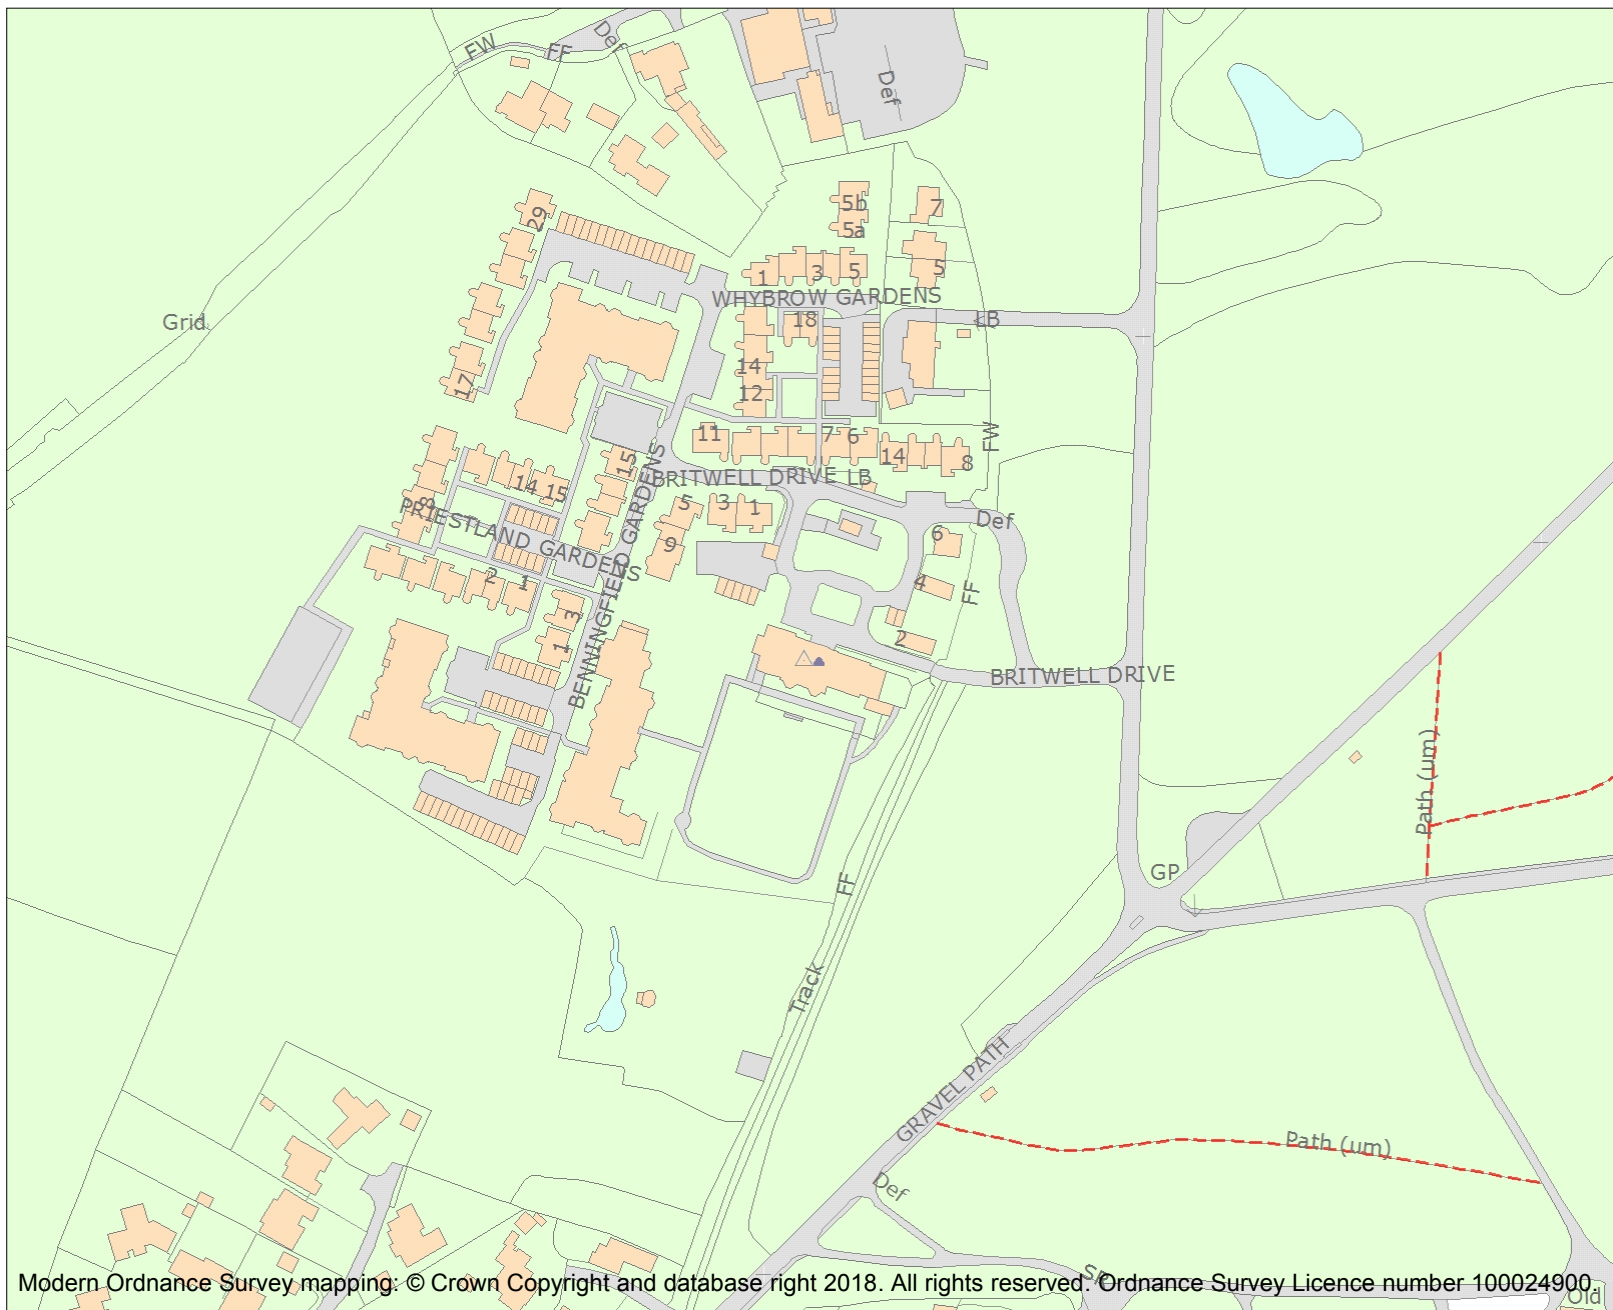 FW
FF
Def
Def
29
5b
5a
7
1
3
5
5
WHYBROW GARDENS
LB
Grid
18
14
12
17
11
7
6
14
8
FW
15
BRITWELL DRIVE
LB
14
15
8
5
3
1
Def
PRIESTLAND GARDENS
BENNINGFIELD GARDENS
9
6
2
1
4
FF
3
1
2
BRITWELL DRIVE
Path (um)
GP
FF
Track
GRAVEL PATH
Path (um)
Def
SP
Modern Ordnance Survey mapping: © Crown Copyright and database right 2018. All rights reserved. Ordnance Survey Licence number 100024900.
Old